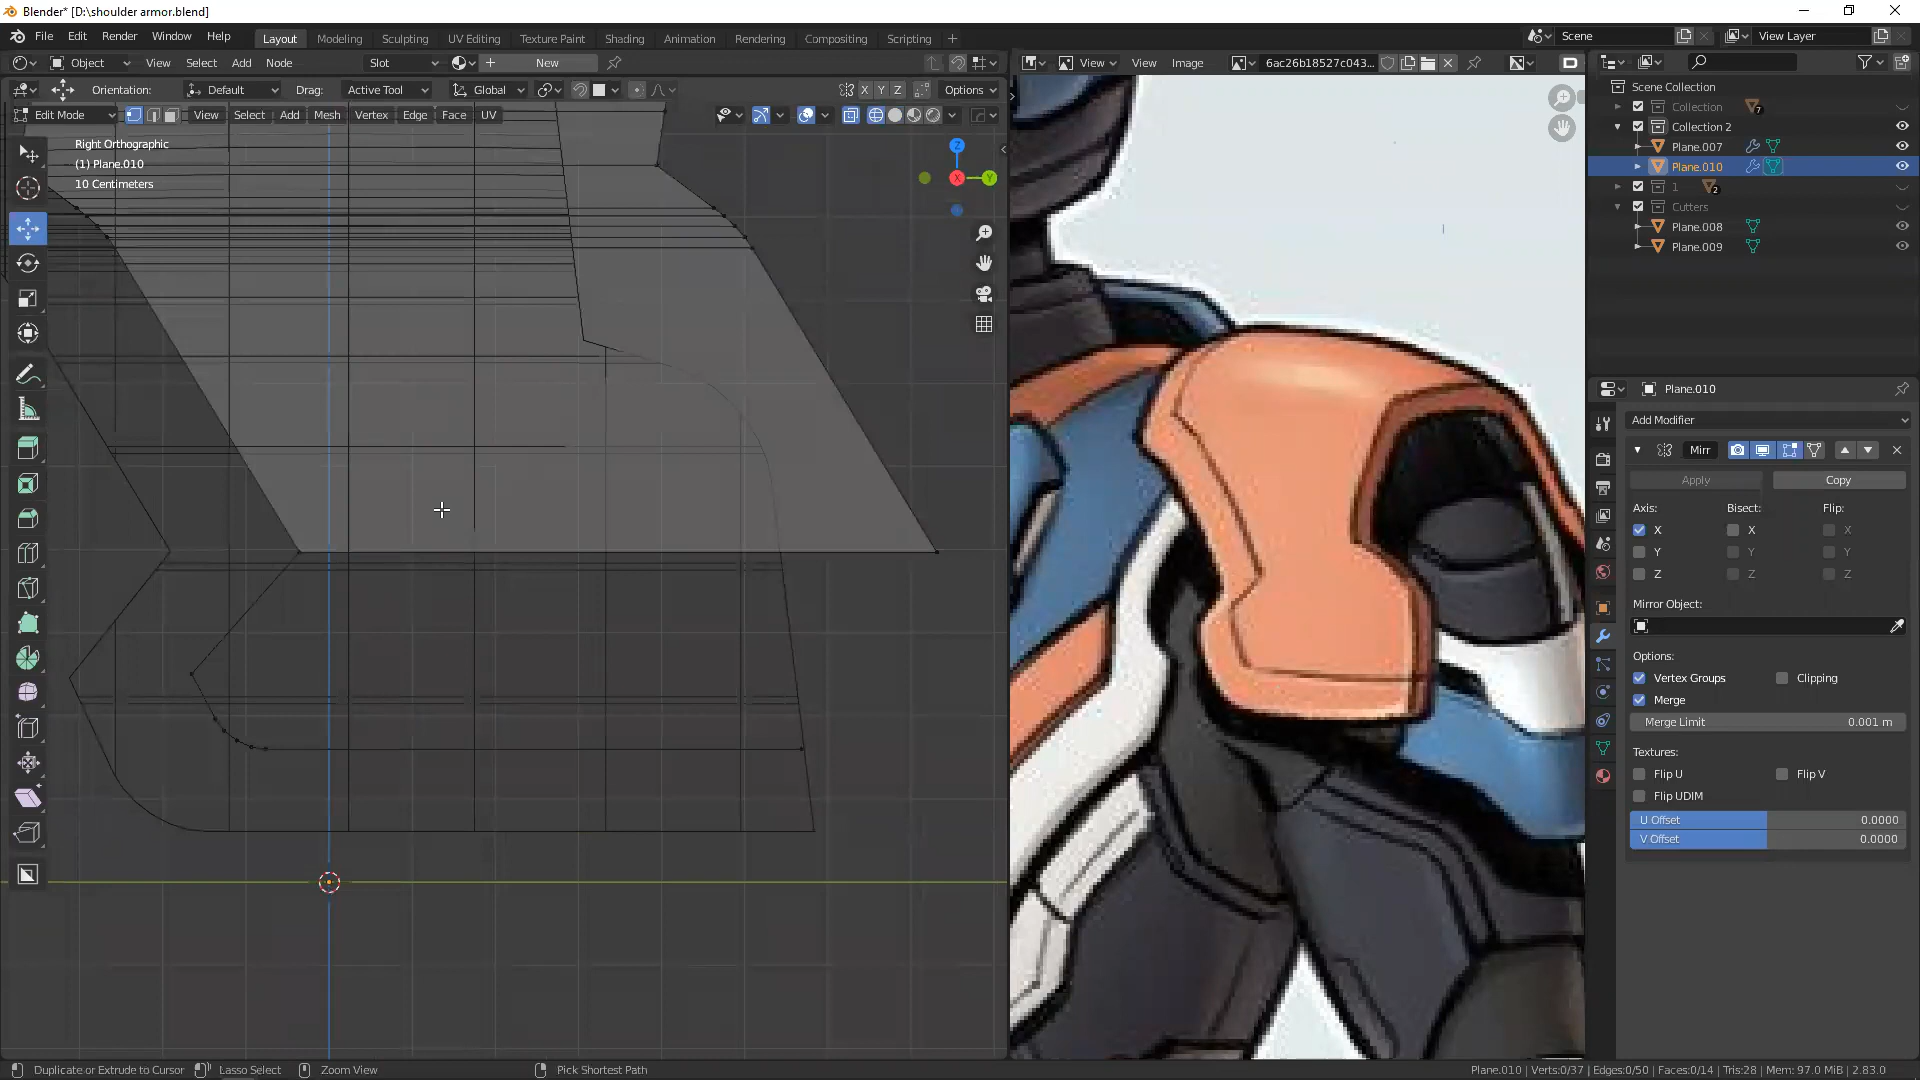 Blender* [D:\shoulder armor.blend]
File Edit Render Window Help
Layout Modeling Sculpting UV Editing Texture Paint Shading Animation Rendering Compositing Scripting
Scene
View Layer
Object View Select Add Node Slot New
View View Image 6ac26b18527c043...
Orientation: Default Drag: Active Tool Global X Y Z Options
Edit Mode View Select Add Mesh Vertex Edge Face UV
Right Orthographic
(1) Plane.010
10 Centimeters
Z
X
Y
Scene Collection
Collection 7
Collection 2
Plane.007
Plane.010
1 2
Cutters
Plane.008
Plane.009
Plane.010
Add Modifier
Mirr
Apply Copy
Axis: Bisect: Flip:
X X X
Y Y Y
Z Z Z
Mirror Object:
Options:
Vertex Groups Clipping
Merge
Merge Limit 0.001 m
Textures:
Flip U Flip V
Flip UDIM
U Offset 0.0000
V Offset 0.0000
Duplicate or Extrude to Cursor Lasso Select Zoom View Pick Shortest Path
Plane.010 | Verts:0/37 | Edges:0/50 | Faces:0/14 | Tris:28 | Mem: 97.0 MiB | 2.83.0